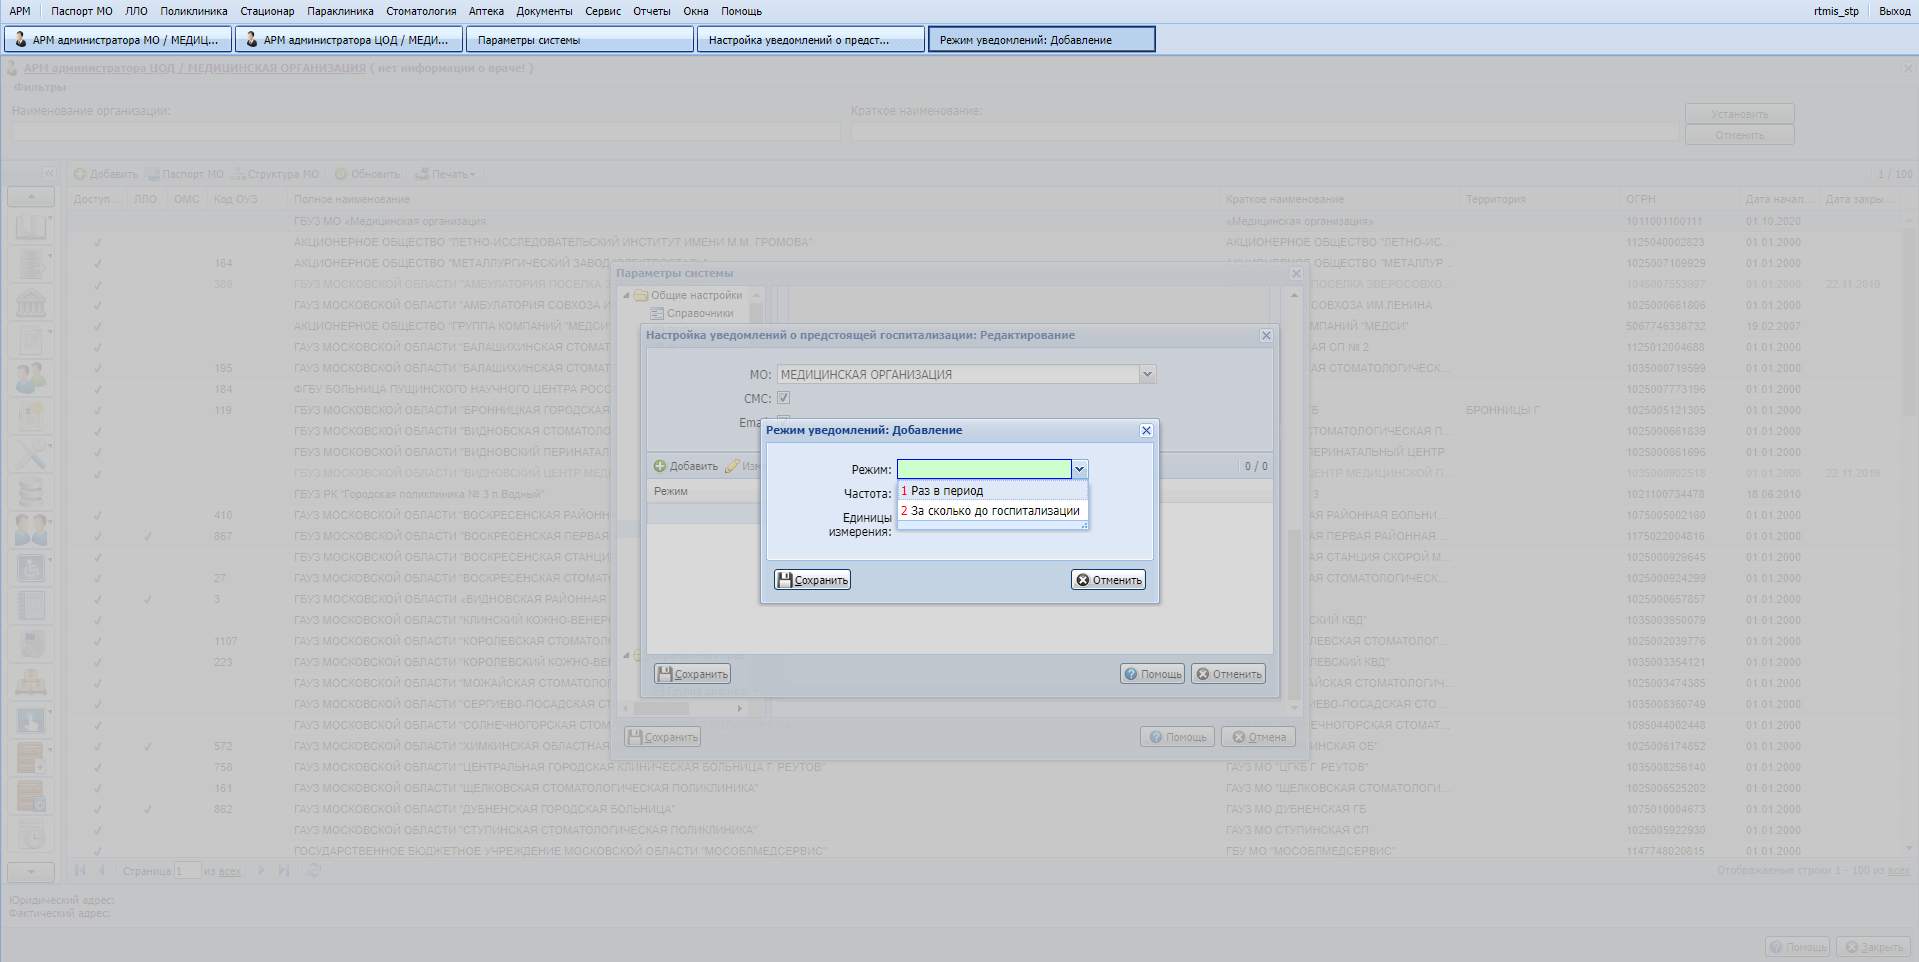 АРМ Паспорт МО ЛЛО Поликлиника Стационар Параклиника Стоматология Аптека Документы Сервис Отчеты Окна Помощь rtmis_stp Выход
АРМ администратора МО / МЕДИЦ... АРМ администратора ЦОД / МЕДИ... Параметры системы Настройка уведомлений о предст... Режим уведомлений: Добавление
АРМ администратора ЦОД / МЕДИЦИНСКАЯ ОРГАНИЗАЦИЯ ( нет информации о враче! )
Фильтры
Наименование организации: Краткое наименование: Установить
Отменить
Добавить Паспорт МО Структура МО Обновить Печать 1 / 100
Доступ ... ЛЛО ОМС Код ОУЗ Полное наименование Краткое наименование Территория ОГРН Дата начал... Дата закры...
ГБУЗ МО «Медицинская организация «Медицинская организация» 1011001100111 01.10.2020
АКЦИОНЕРНОЕ ОБЩЕСТВО "ЛЕТНО-ИССЛЕДОВАТЕЛЬСКИЙ ИНСТИТУТ ИМЕНИ М.М. ГРОМОВА" АКЦИОНЕРНОЕ ОБЩЕСТВО "ЛЕТНО-ИС... 1125040002823 01.01.2000
164 АКЦИОНЕРНОЕ ОБЩЕСТВО "МЕТАЛЛУРГИЧЕСКИЙ ЗАВОД ОБЩЕСТВО "МЕТАЛЛУР... 1025007109929 01.01.2000
Параметры системы
388 ГБУЗ МОСКОВСКОЙ ОБЛАСТИ "АМБУЛАТОРИЯ ПОСЕЛКА ПОСЕЛКА ЗВЕРОСОВХО... 1045007553997 01.01.2000 22.11.2019
Общие настройки
ГАУЗ МОСКОВСКОЙ ОБЛАСТИ "АМБУЛАТОРИЯ СОВХОЗА И СОВХОЗА ИМ.ЛЕНИНА 1025000661806 01.01.2000
Справочники
АКЦИОНЕРНОЕ ОБЩЕСТВО "ГРУППА КОМПАНИЙ "МЕДСИ" МПАНИЙ "МЕДСИ" 5067746338732 19.02.2007
Настройка уведомлений о предстоящей госпитализации: Редактирование
ГАУЗ МОСКОВСКОЙ ОБЛАСТИ "БАЛАШИХИНСКАЯ СТОМАТ АЯ СП № 2 1125012004688 01.01.2000
195 ГАУЗ МОСКОВСКОЙ ОБЛАСТИ "БАЛАШИХИНСКАЯ СТОМАТ АЯ СТОМАТОЛОГИЧЕСК... 1035000719599 01.01.2000
МО: МЕДИЦИНСКАЯ ОРГАНИЗАЦИЯ
184 ФГБУ БОЛЬНИЦА ПУЩИНСКОГО НАУЧНОГО ЦЕНТРА РОСС 1025007773196 01.01.2000
СМС:
119 ГБУЗ МОСКОВСКОЙ ОБЛАСТИ "БРОННИЦКАЯ ГОРОДСКАЯ Б БРОННИЦЫ Г 1025005121305 01.01.2000
Emai
ГБУЗ МОСКОВСКОЙ ОБЛАСТИ "ВИДНОВСКАЯ СТОМАТОЛО СТОМАТОЛОГИЧЕСКАЯ П... 1025000661839 01.01.2000
Режим уведомлений: Добавление
ГБУЗ МОСКОВСКОЙ ОБЛАСТИ "ВИДНОВСКИЙ ПЕРИНАТАЛ ПЕРИНАТАЛЬНЫЙ ЦЕНТР 1025000661696 01.01.2000
ГБУЗ МОСКОВСКОЙ ОБЛАСТИ "ВИДНОВСКИЙ ЦЕНТР МЕД ЦЕНТР МЕДИЦИНСКОЙ П... 1035000902518 01.01.2000 22.11.2019
Добавить Изм 0 / 0
Режим:
1 Раз в период
2 За сколько до госпитализации
Режим Частота:
Единицы измерения:
ГБУЗ РК "Городская поликлиника № 3 п.Водный" 3 1021100734478 18.06.2010
410 ГБУЗ МОСКОВСКОЙ ОБЛАСТИ "ВОСКРЕСЕНСКАЯ РАЙОНН АЯ РАЙОННАЯ БОЛЬНИ... 1075005002160 01.01.2000
867 ГБУЗ МОСКОВСКОЙ ОБЛАСТИ "ВОСКРЕСЕНСКАЯ ПЕРВАЯ АЯ ПЕРВАЯ РАЙОННАЯ ... 1175022004816 01.01.2000
ГБУЗ МОСКОВСКОЙ ОБЛАСТИ "ВОСКРЕСЕНСКАЯ СТАНЦИ АЯ СТАНЦИЯ СКОРОЙ М... 1025000929645 01.01.2000
27 ГАУЗ МОСКОВСКОЙ ОБЛАСТИ "ВОСКРЕСЕНСКАЯ СТОМАТ АЯ СТОМАТОЛОГИЧЕСК... 1025000924299 01.01.2000
Сохранить Отменить
3 ГБУЗ МОСКОВСКОЙ ОБЛАСТИ «ВИДНОВСКАЯ РАЙОННАЯ 1025000657857 01.01.2000
ГАУЗ МОСКОВСКОЙ ОБЛАСТИ "КЛИНСКИЙ КОЖНО-ВЕНЕР СКИЙ КВД" 1035003950079 01.01.2000
1107 ГАУЗ МОСКОВСКОЙ ОБЛАСТИ "КОРОЛЕВСКАЯ СТОМАТОЛ ЛЕВСКАЯ СТОМАТОЛОГ... 1025002039776 01.01.2000
223 ГАУЗ МОСКОВСКОЙ ОБЛАСТИ "КОРОЛЕВСКИЙ КОЖНО-ВЕН ЛЕВСКИЙ КВД" 1035003354121 01.01.2000
Сохранить Помощь Отменить
ГАУЗ МОСКОВСКОЙ ОБЛАСТИ "МОЖАЙСКАЯ СТОМАТОЛОГ АЙСКАЯ СТОМАТОЛОГИЧ... 1025003474385 01.01.2000
ГАУЗ МОСКОВСКОЙ ОБЛАСТИ "СЕРГИЕВО-ПОСАДСКАЯ СТ ЕВО-ПОСАДСКАЯ СТО... 1035008360749 01.01.2000
ГАУЗ МОСКОВСКОЙ ОБЛАСТИ "СОЛНЕЧНОГОРСКАЯ СТОМ ЕЧНОГОРСКАЯ СТОМАТ... 1095044002448 01.01.2000
Сохранить Помощь Отмена
572 ГАУЗ МОСКОВСКОЙ ОБЛАСТИ "ХИМКИНСКАЯ ОБЛАСТНАЯ ИНСКАЯ ОБ" 1025006174852 01.01.2000
758 ГАУЗ МОСКОВСКОЙ ОБЛАСТИ "ЦЕНТРАЛЬНАЯ ГОРОДСКАЯ КЛИНИЧЕСКАЯ БОЛЬНИЦА Г. РЕУТОВ" ГАУЗ МО "ЦГКБ Г. РЕУТОВ" 1035008256140 01.01.2000
161 ГАУЗ МОСКОВСКОЙ ОБЛАСТИ "ЩЕЛКОВСКАЯ СТОМАТОЛОГИЧЕСКАЯ ПОЛИКЛИНИКА" ГАУЗ МО "ЩЕЛКОВСКАЯ СТОМАТОЛОГИ... 1025006525202 01.01.2000
862 ГАУЗ МОСКОВСКОЙ ОБЛАСТИ "ДУБНЕНСКАЯ ГОРОДСКАЯ БОЛЬНИЦА" ГАУЗ МО ДУБНЕНСКАЯ ГБ 1075010004673 01.01.2000
ГАУЗ МОСКОВСКОЙ ОБЛАСТИ "СТУПИНСКАЯ СТОМАТОЛОГИЧЕСКАЯ ПОЛИКЛИНИКА" ГАУЗ МО СТУПИНСКАЯ СП 1025005922930 01.01.2000
ГОСУДАРСТВЕННОЕ БЮДЖЕТНОЕ УЧРЕЖДЕНИЕ МОСКОВСКОЙ ОБЛАСТИ "МОСОБЛМЕДСЕРВИС" ГБУ МО "МОСОБЛМЕДСЕРВИС" 1147748020815 01.01.2000
Страница 1 из всех Отображаемые строки 1 - 100 из всех
Юридический адрес:
Фактический адрес:
Помощь Закрыть